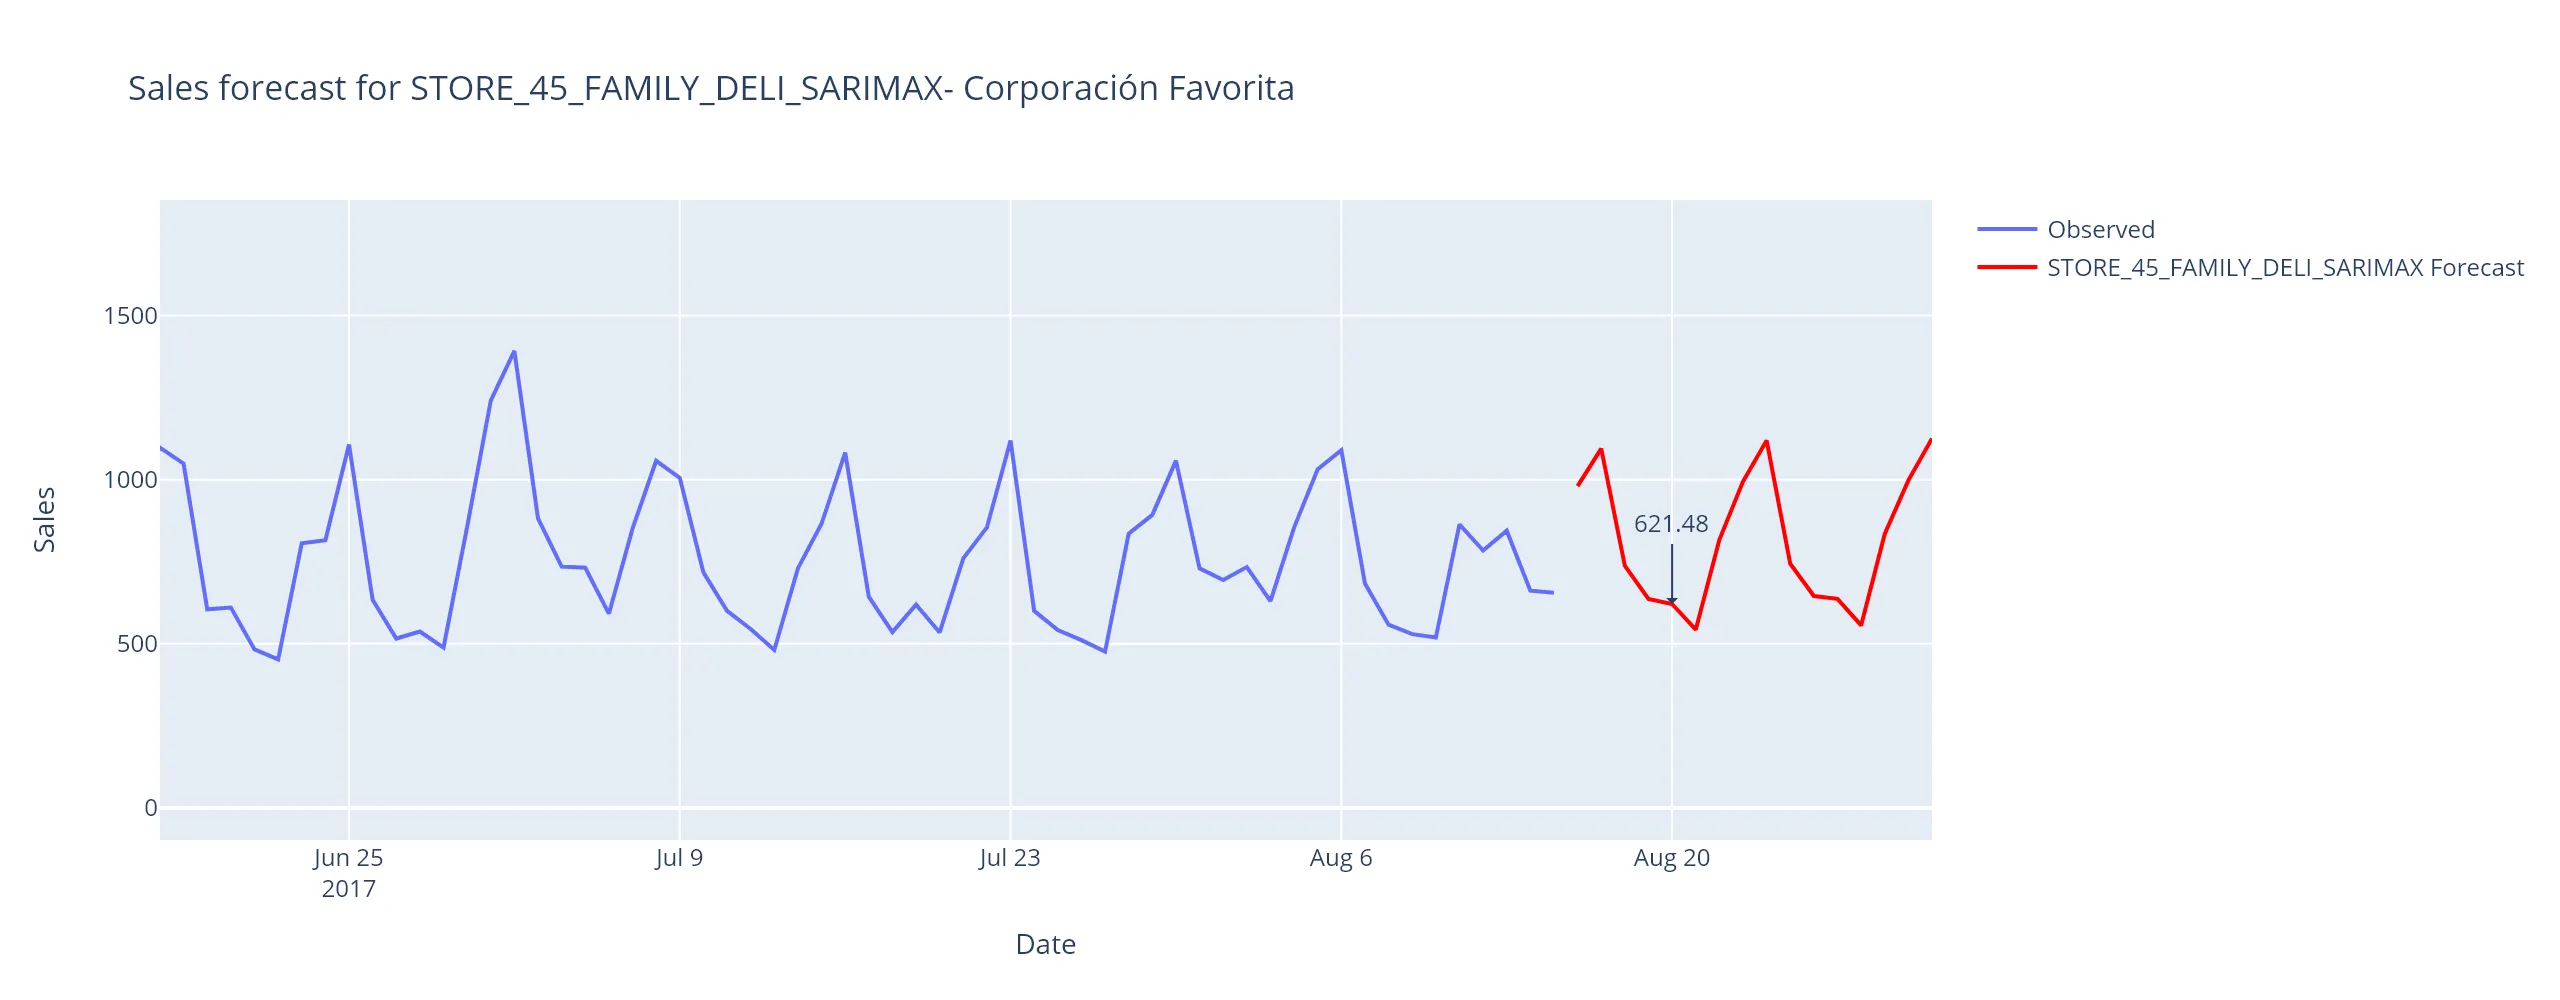 Sales forecast for STORE_45_FAMILY_DELI_SARIMAX- Corporación Favorita
Observed
STORE_45_FAMILY_DELI_SARIMAX Forecast
1500
1000
500
0
Sales
621.48
Jun 25
2017
Jul 9
Jul 23
Aug 6
Aug 20
Date